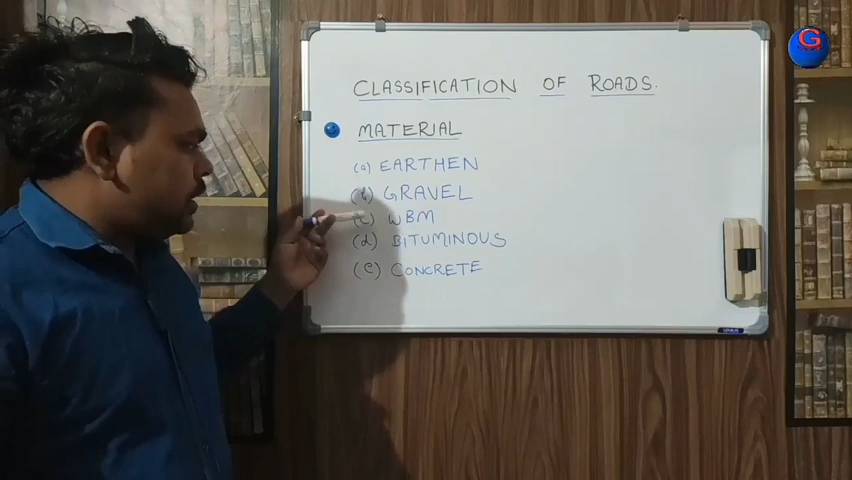 CLASSIFICATION OF ROADS.
MATERIAL
(a) EARTHEN
(b) GRAVEL
(c) WBM
(d) BITUMINOUS
(e) CONCRETE
G